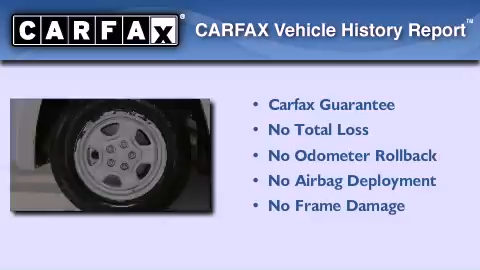 CARFAX®
CARFAX Vehicle History Report™
• Carfax Guarantee
• No Total Loss
• No Odometer Rollback
• No Airbag Deployment
• No Frame Damage